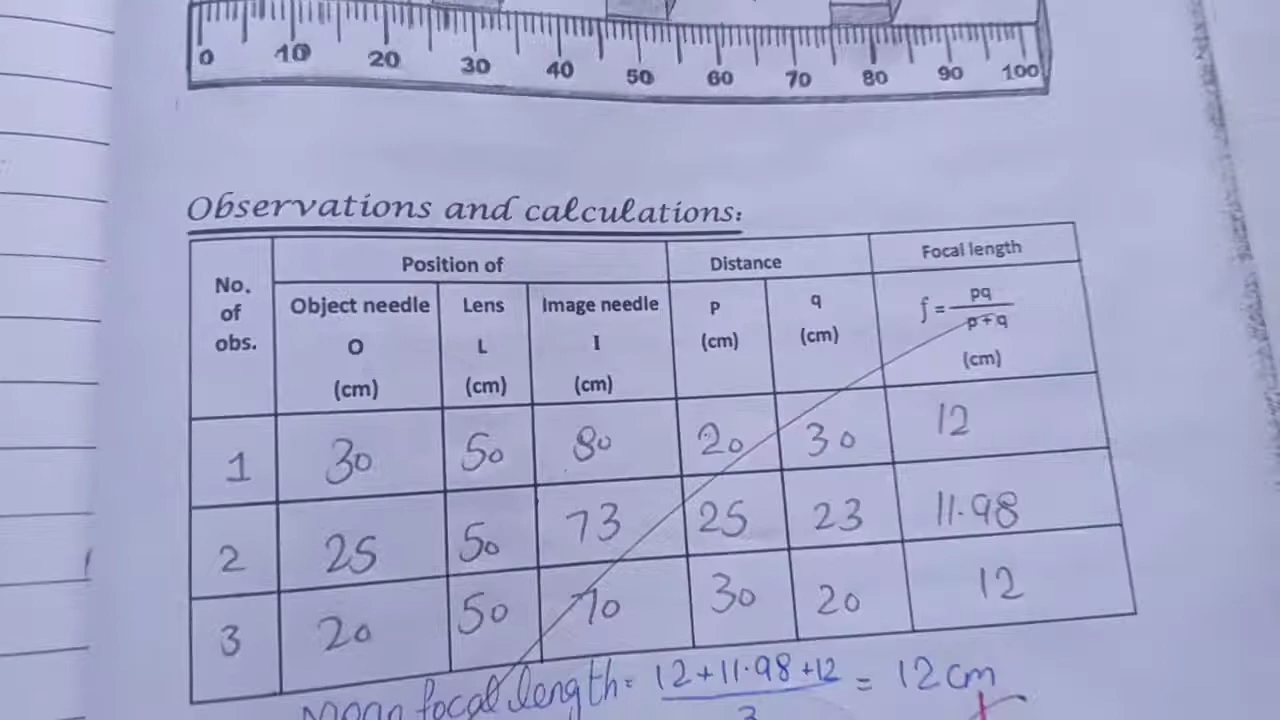 0 10 20 30 40 50 60 70 80 90 100
Observations and calculations:
No. of obs. Position of Distance Focal length
Object needle Lens Image needle P q f = pq / p+q
O L I (cm) (cm) (cm)
(cm) (cm) (cm)
1 30 50 80 20 30 12
2 25 50 73 25 23 11.98
3 20 50 70 30 20 12
Mean focal length = 12+11.98+12 / 3 = 12 cm